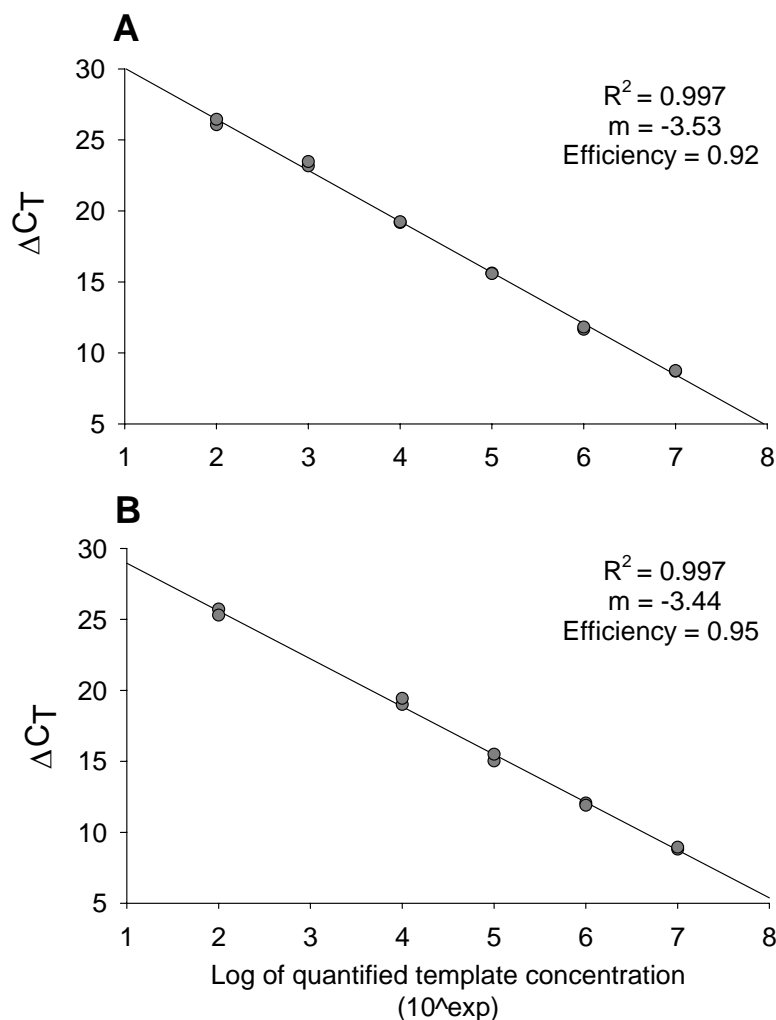 A
30
25
20
15
10
5
ΔCT
R2 = 0.997
m = -3.53
Efficiency = 0.92
1 2 3 4 5 6 7 8
B
30
25
20
15
10
5
ΔCT
R2 = 0.997
m = -3.44
Efficiency = 0.95
1 2 3 4 5 6 7 8
Log of quantified template concentration
(10^exp)